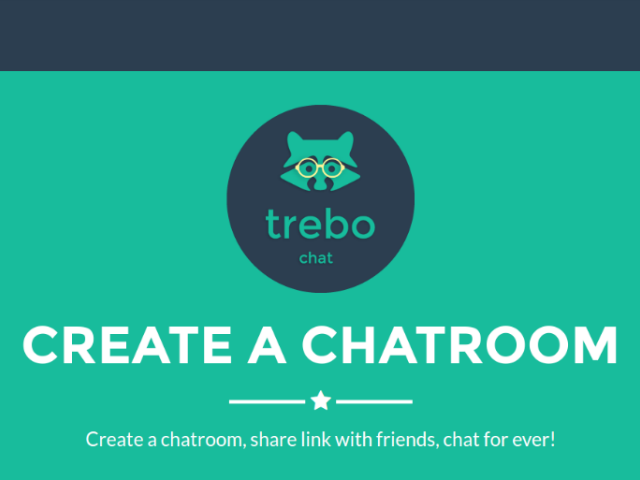 trebo
chat
CREATE A CHATROOM
Create a chatroom, share link with friends, chat for ever!